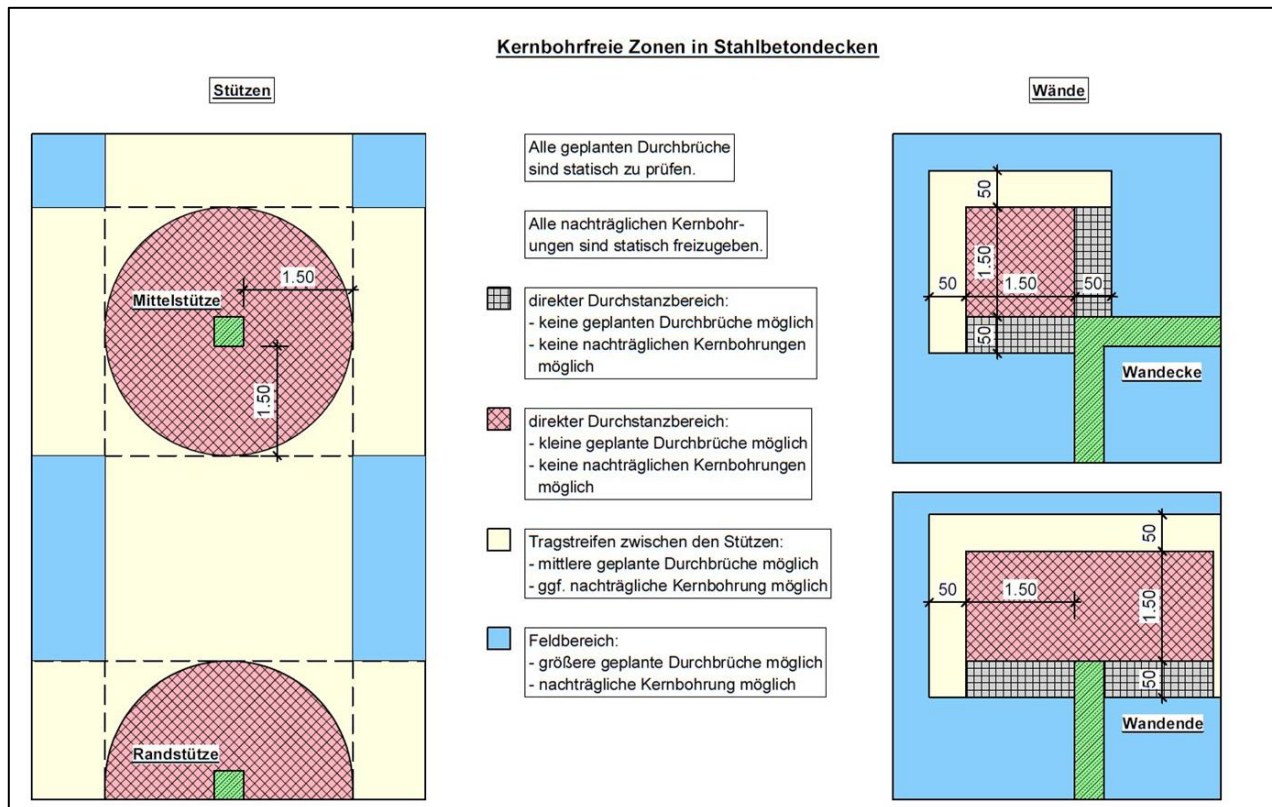 Kernbohrfreie Zonen in Stahlbetondecken
Stützen
Mittelstütze
1.50
1.50
Randstütze
Alle geplanten Durchbrüche
sind statisch zu prüfen.
Alle nachträglichen Kernbohr-
ungen sind statisch freizugeben.
direkter Durchstanzbereich:
- keine geplanten Durchbrüche möglich
- keine nachträglichen Kernbohrungen
möglich
direkter Durchstanzbereich:
- kleine geplante Durchbrüche möglich
- keine nachträglichen Kernbohrungen
möglich
Tragstreifen zwischen den Stützen:
- mittlere geplante Durchbrüche möglich
- ggf. nachträgliche Kernbohrung möglich
Feldbereich:
- größere geplante Durchbrüche möglich
- nachträgliche Kernbohrung möglich
Wände
50
1.50
50
1.50
50
50
Wandecke
50
50
1.50
1.50
50
Wandende